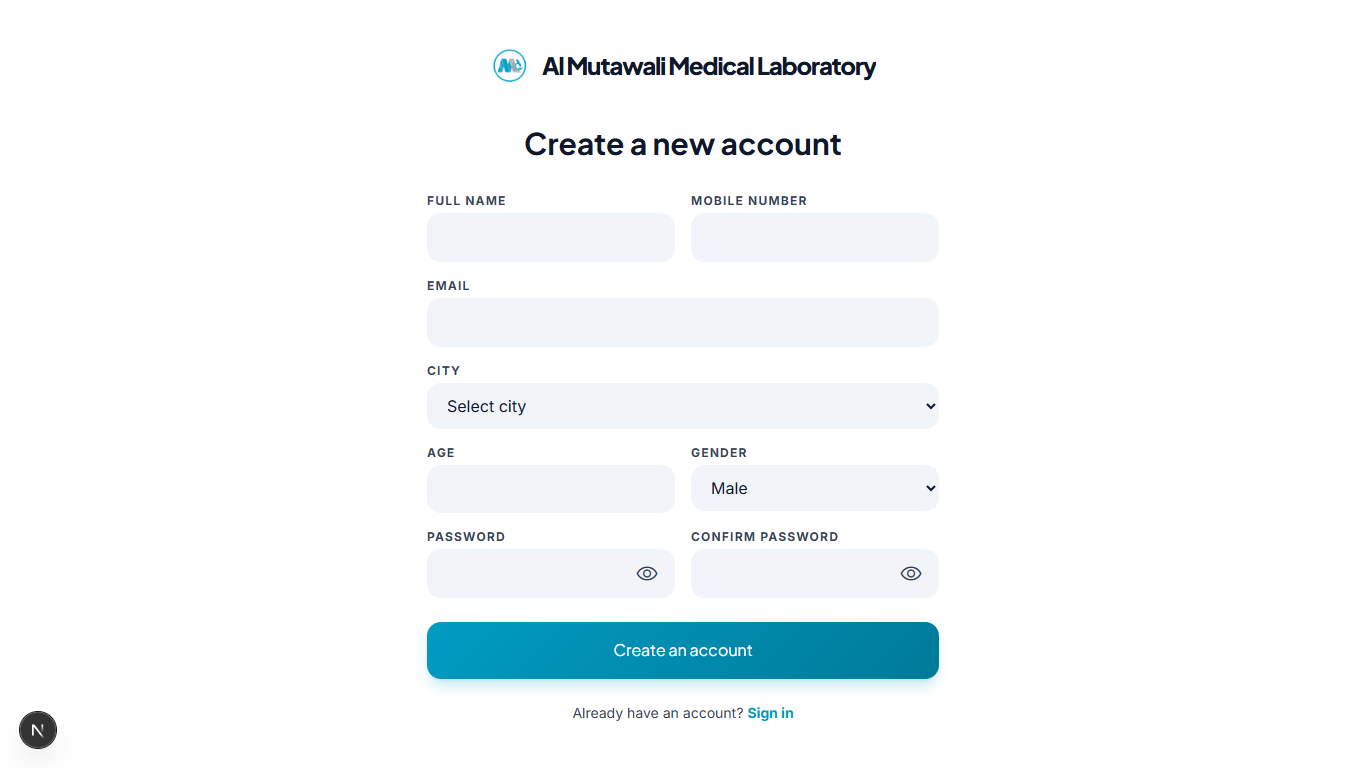 Al Mutawali Medical Laboratory
Create a new account
FULL NAME MOBILE NUMBER
EMAIL
CITY
Select city
AGE GENDER
Male
PASSWORD CONFIRM PASSWORD
Create an account
Already have an account? Sign in
N